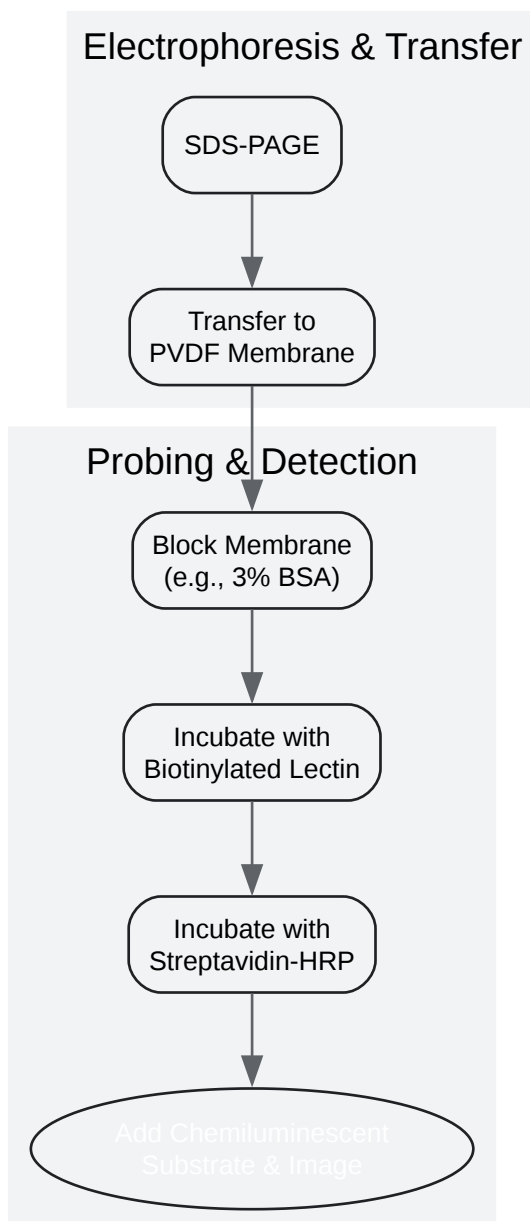 Electrophoresis & Transfer
SDS-PAGE
Transfer to
PVDF Membrane
Probing & Detection
Block Membrane
(e.g., 3% BSA)
Incubate with
Biotinylated Lectin
Incubate with
Streptavidin-HRP
Add Chemiluminescent
Substrate & Image